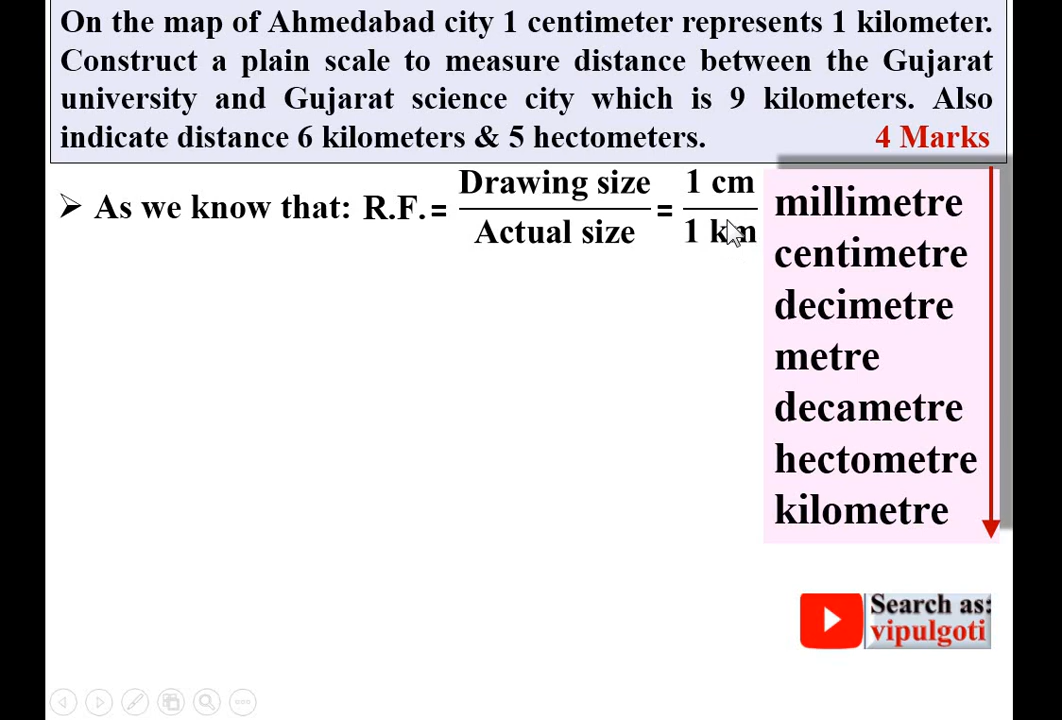 On the map of Ahmedabad city 1 centimeter represents 1 kilometer.
Construct a plain scale to measure distance between the Gujarat
university and Gujarat science city which is 9 kilometers. Also
indicate distance 6 kilometers & 5 hectometers. 4 Marks
➢ As we know that: R.F. = Drawing size / Actual size = 1 cm / 1 km
millimetre
centimetre
decimetre
metre
decametre
hectometre
kilometre
Search as:
vipulgoti